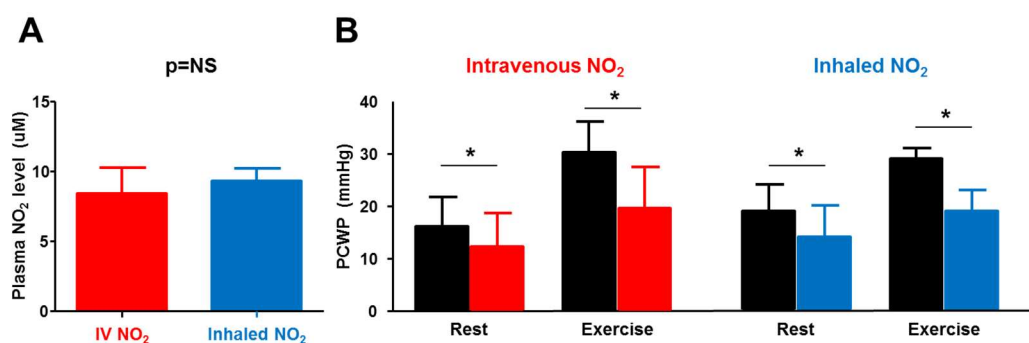 A
p=NS
Plasma NO₂ level (uM)
15
10
5
0
IV NO₂
Inhaled NO₂
B
Intravenous NO₂
Inhaled NO₂
PCWP (mmHg)
40
30
20
10
0
*
*
*
*
Rest
Exercise
Rest
Exercise